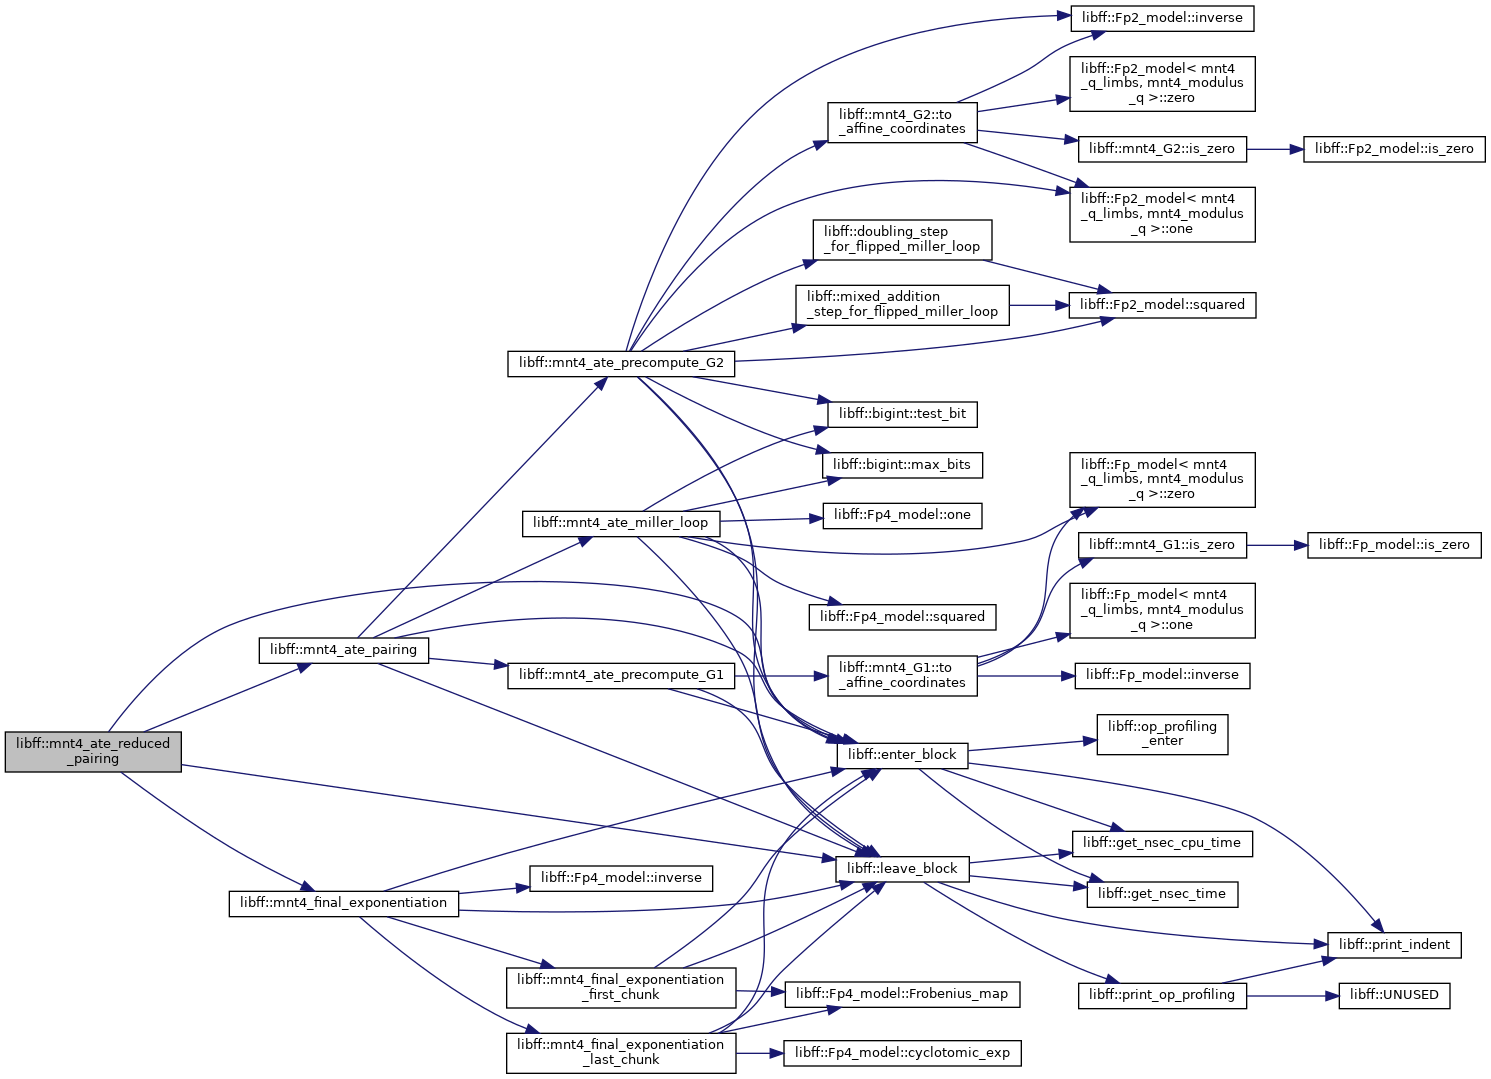 libff::Fp2_model::inverse
libff::Fp2_model< mnt4
_q_limbs, mnt4_modulus
_q >::zero
libff::mnt4_G2::to
_affine_coordinates
libff::mnt4_G2::is_zero
libff::Fp2_model::is_zero
libff::Fp2_model< mnt4
_q_limbs, mnt4_modulus
_q >::one
libff::doubling_step
_for_flipped_miller_loop
libff::mixed_addition
_step_for_flipped_miller_loop
libff::Fp2_model::squared
libff::mnt4_ate_precompute_G2
libff::bigint::test_bit
libff::bigint::max_bits
libff::Fp_model< mnt4
_q_limbs, mnt4_modulus
_q >::zero
libff::mnt4_ate_miller_loop
libff::Fp4_model::one
libff::mnt4_G1::is_zero
libff::Fp_model::is_zero
libff::Fp_model< mnt4
_q_limbs, mnt4_modulus
_q >::one
libff::Fp4_model::squared
libff::mnt4_ate_pairing
libff::mnt4_ate_precompute_G1
libff::mnt4_G1::to
_affine_coordinates
libff::Fp_model::inverse
libff::mnt4_ate_reduced
_pairing
libff::enter_block
libff::op_profiling
_enter
libff::get_nsec_cpu_time
libff::leave_block
libff::get_nsec_time
libff::Fp4_model::inverse
libff::mnt4_final_exponentiation
libff::print_indent
libff::mnt4_final_exponentiation
_first_chunk
libff::Fp4_model::Frobenius_map
libff::print_op_profiling
libff::UNUSED
libff::mnt4_final_exponentiation
_last_chunk
libff::Fp4_model::cyclotomic_exp